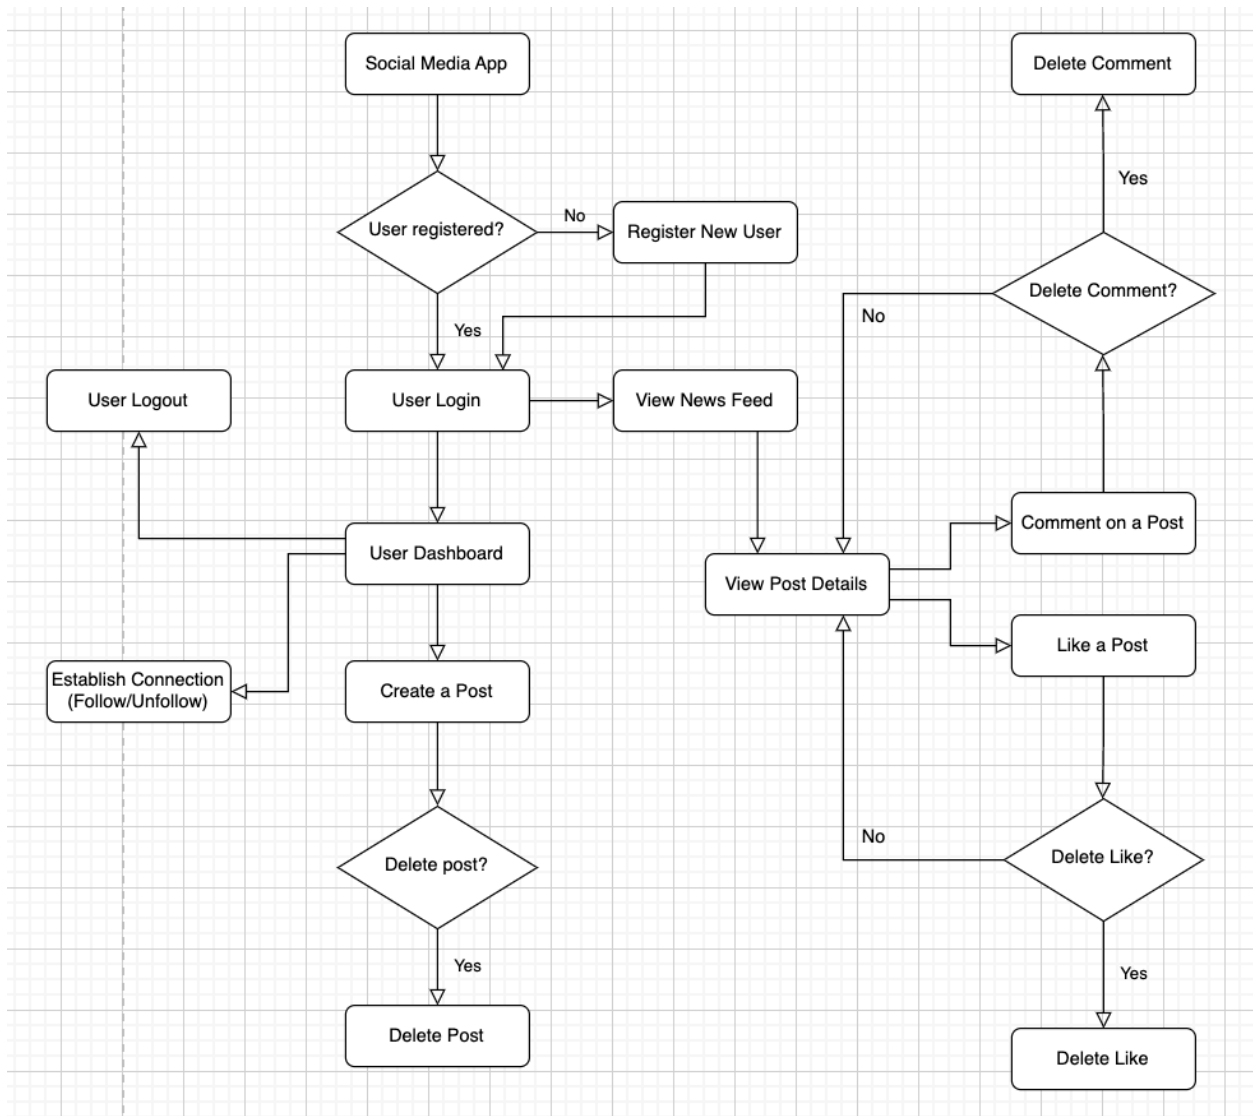 Social Media App
Delete Comment
Yes
User registered?
No
Register New User
Delete Comment?
No
Yes
User Logout
User Login
View News Feed
Comment on a Post
User Dashboard
View Post Details
Like a Post
Establish Connection
(Follow/Unfollow)
Create a Post
No
Delete Like?
Delete post?
Yes
Yes
Delete Post
Delete Like